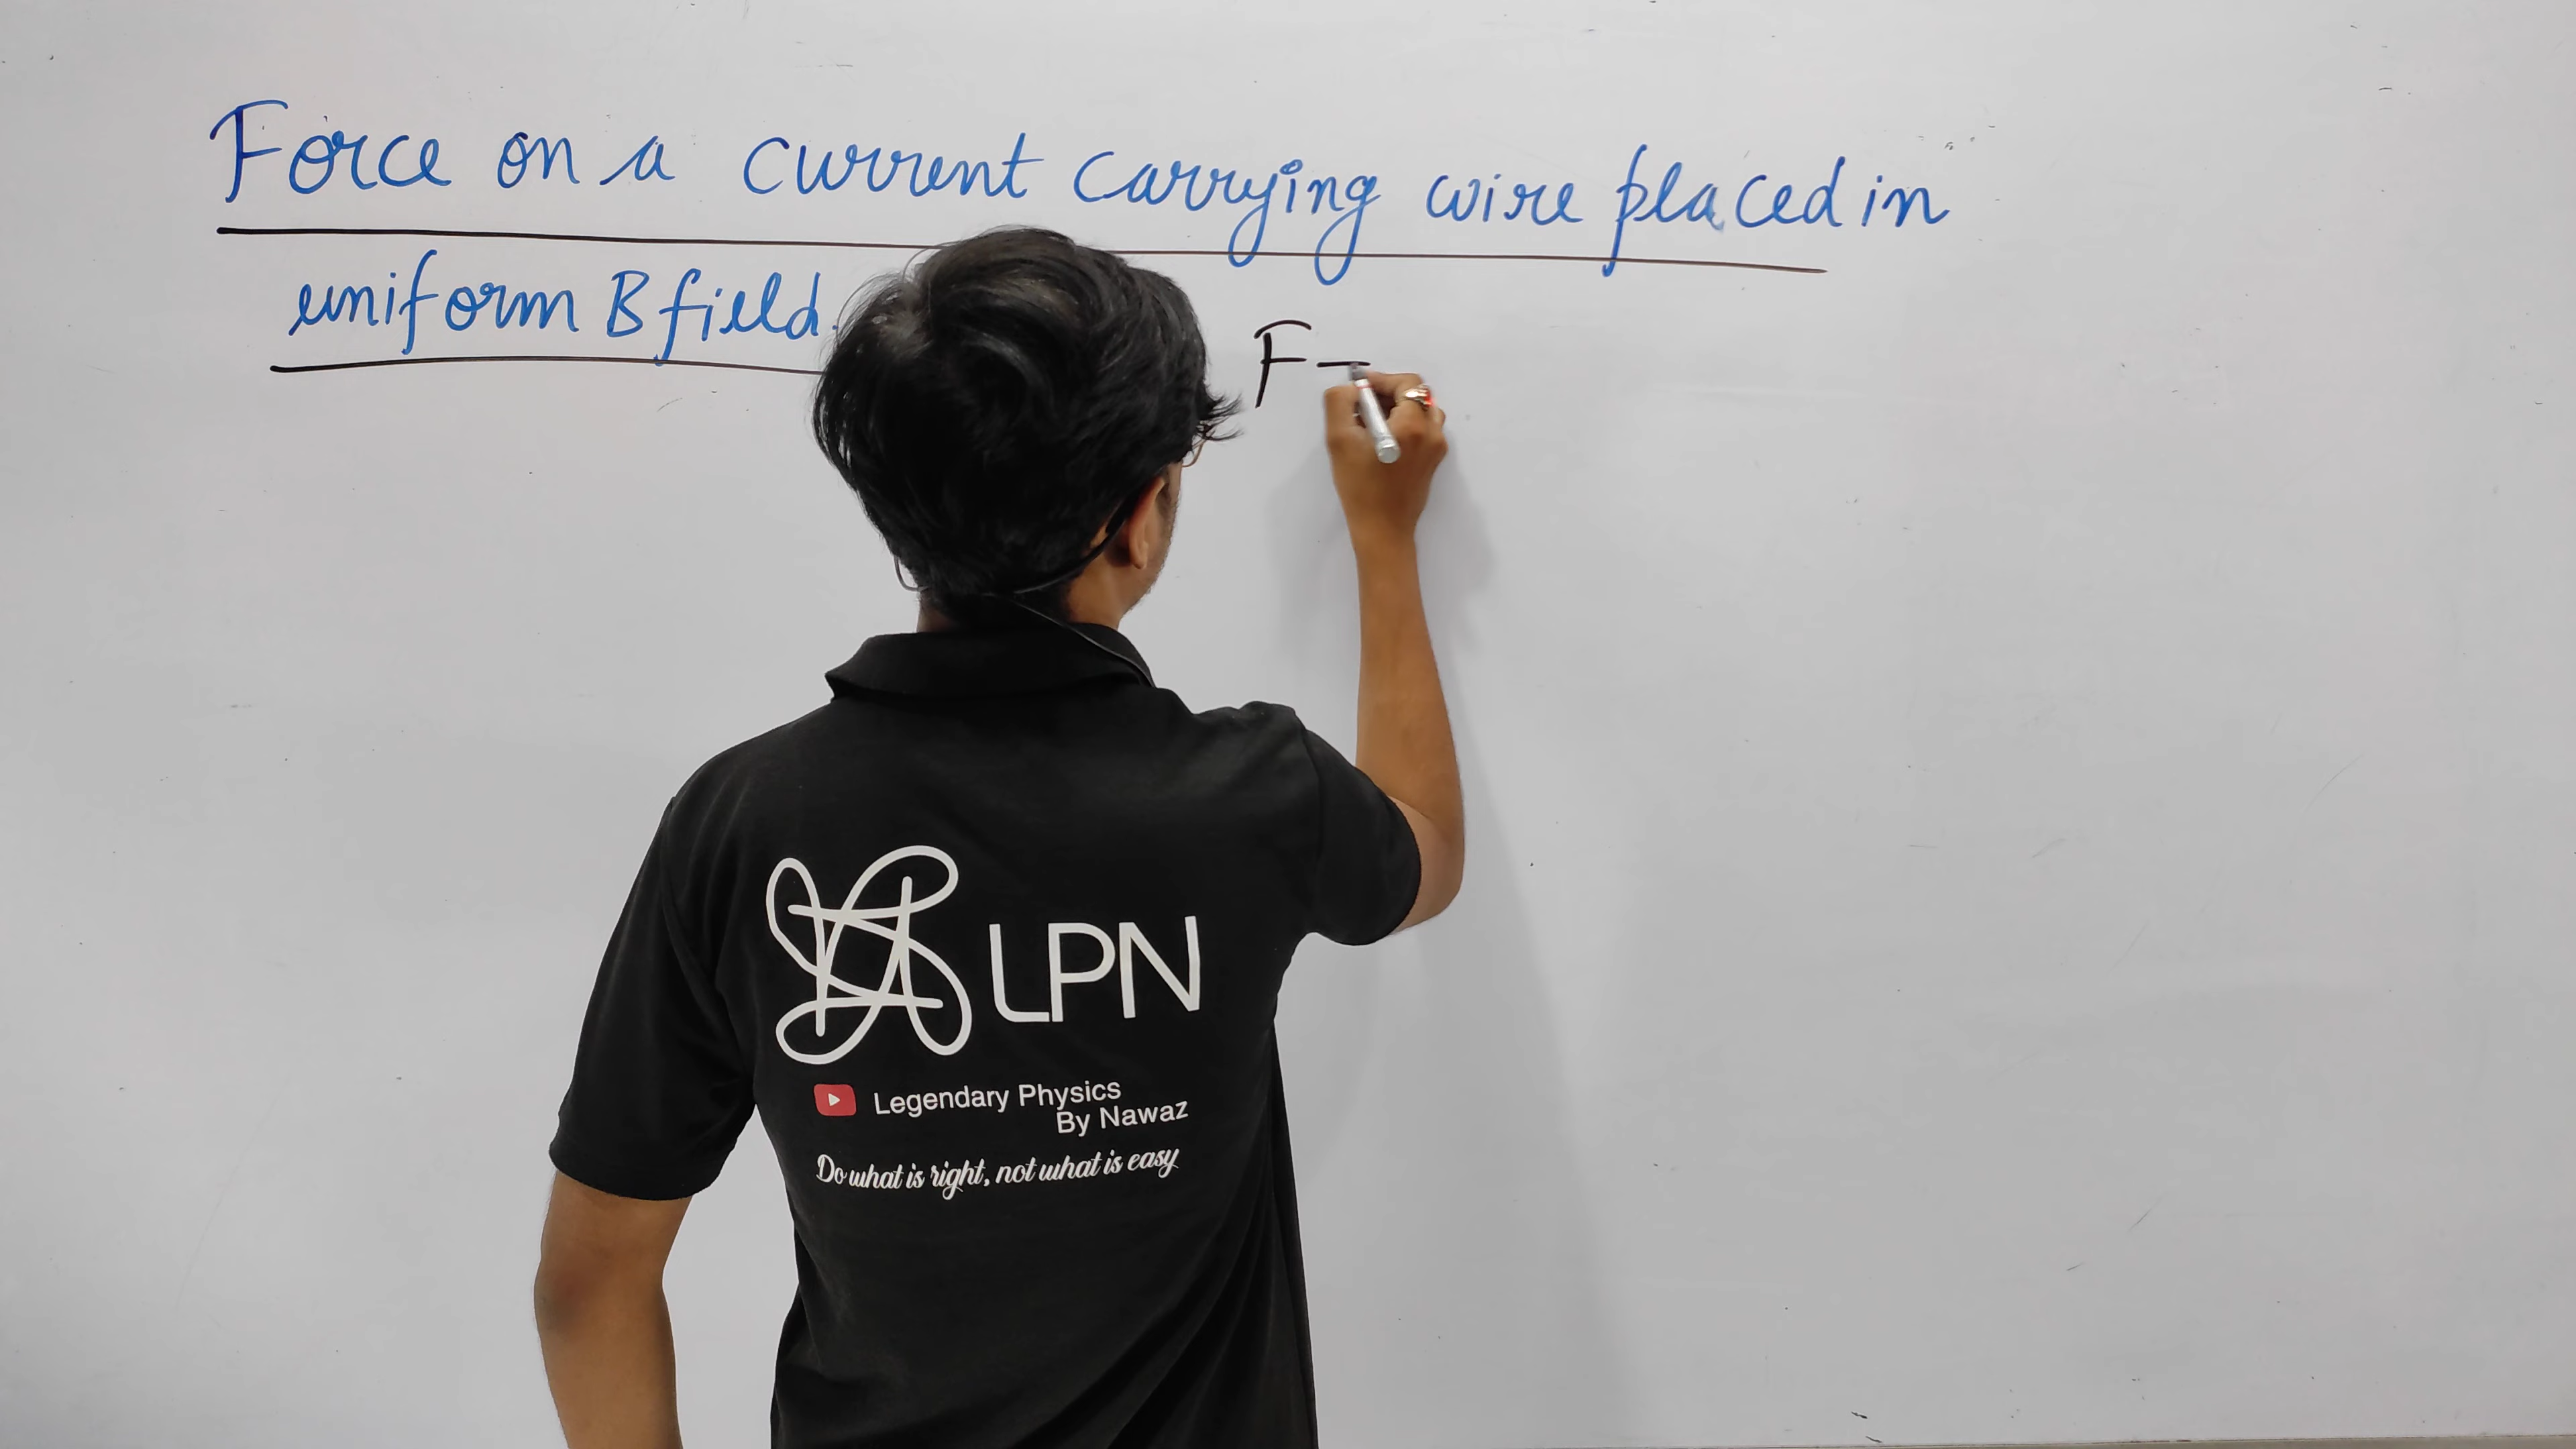 Force on a current carrying wire placed in
uniform B field.
F -
LPN
Legendary Physics
By Nawaz
Do what is right, not what is easy